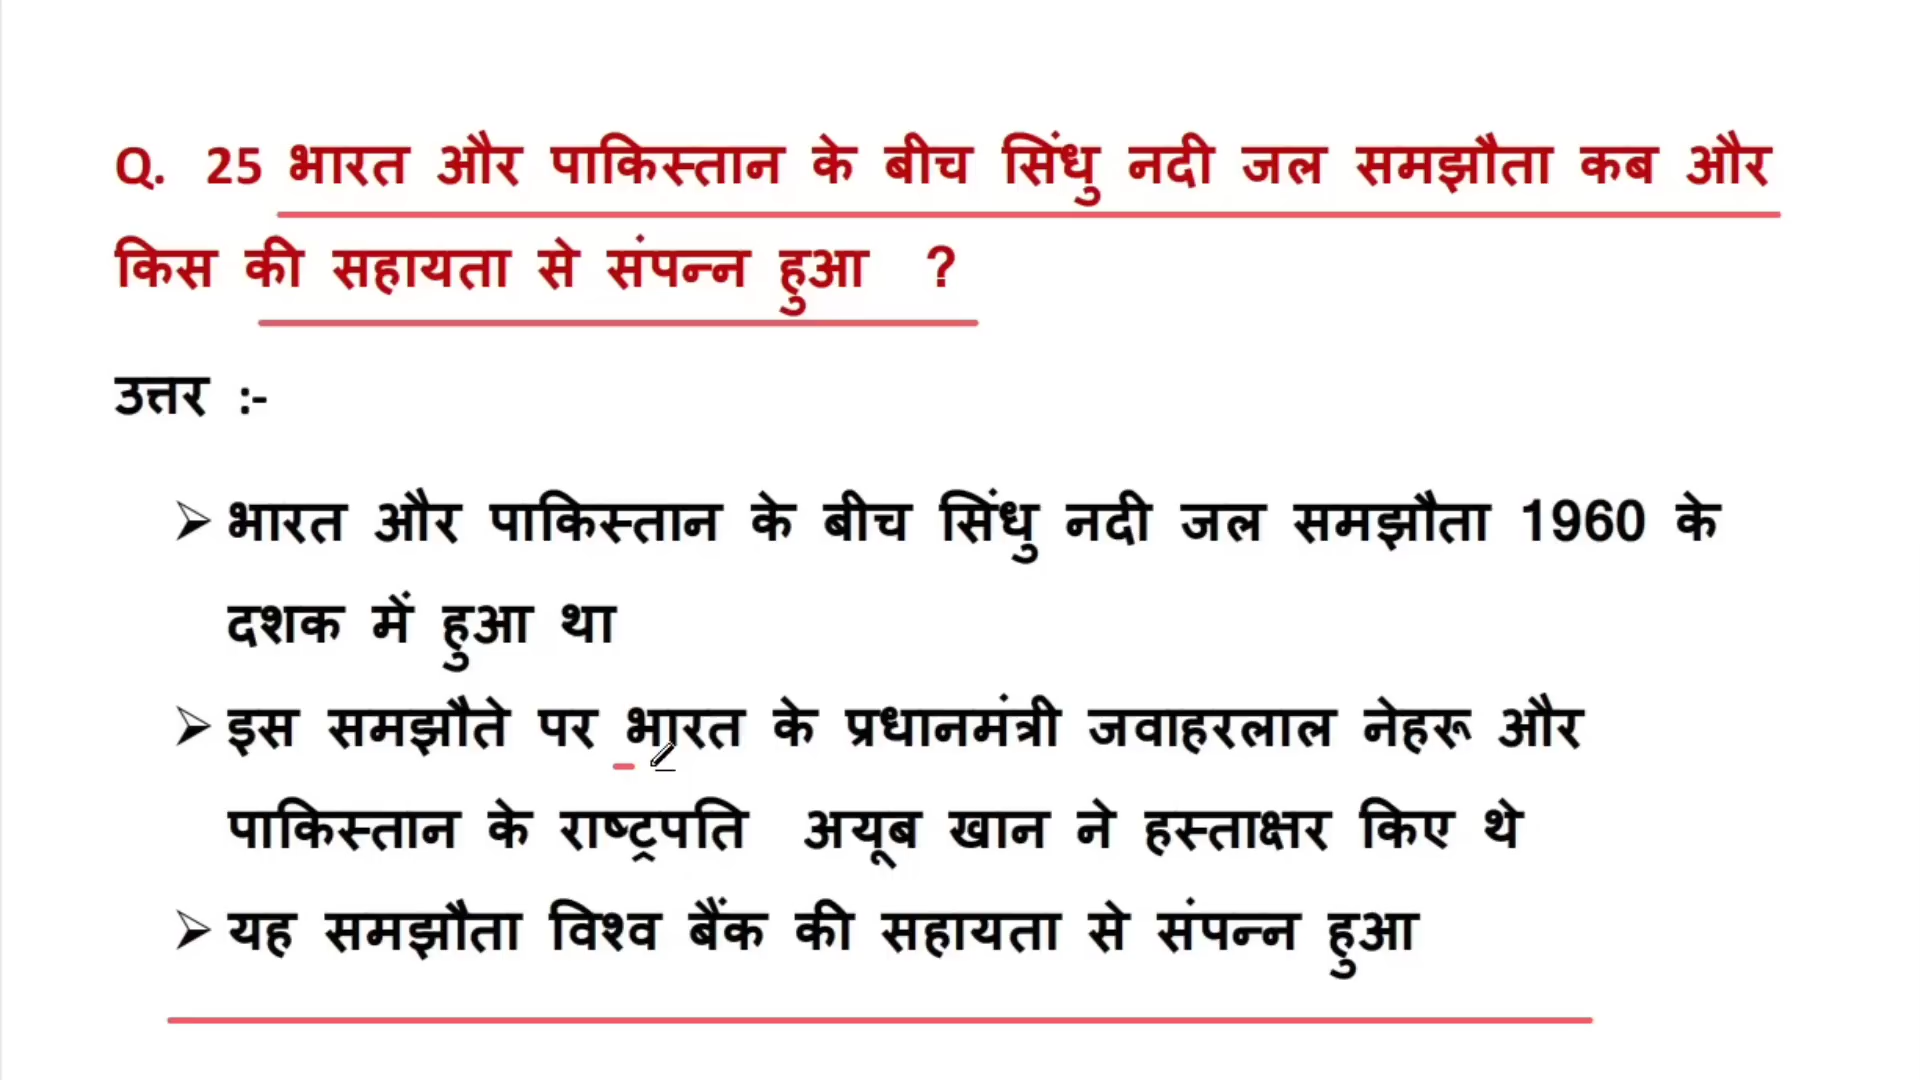 Q. 25 भारत और पाकिस्तान के बीच सिंधु नदी जल समझौता कब और
किस की सहायता से संपन्न हुआ ?
उत्तर :-
➢ भारत और पाकिस्तान के बीच सिंधु नदी जल समझौता 1960 के
दशक में हुआ था
➢ इस समझौते पर भारत के प्रधानमंत्री जवाहरलाल नेहरू और
पाकिस्तान के राष्ट्रपति अयूब खान ने हस्ताक्षर किए थे
➢ यह समझौता विश्व बैंक की सहायता से संपन्न हुआ